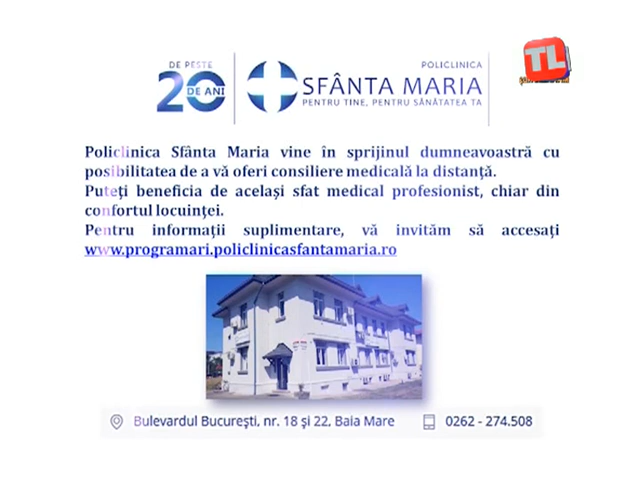 DE PESTE
20 DE ANI
POLICLINICA
SFÂNTA MARIA
PENTRU TINE, PENTRU SĂNĂTATEA TA
TL
Policlinica Sfânta Maria vine în sprijinul dumneavoastră cu
posibilitatea de a vă oferi consiliere medicală la distanță.
Puteți beneficia de același sfat medical profesionist, chiar din
confortul locuinței.
Pentru informații suplimentare, vă invităm să accesați
www.programari.policlinicasfantamaria.ro
Bulevardul București, nr. 18 și 22, Baia Mare
0262 - 274.508